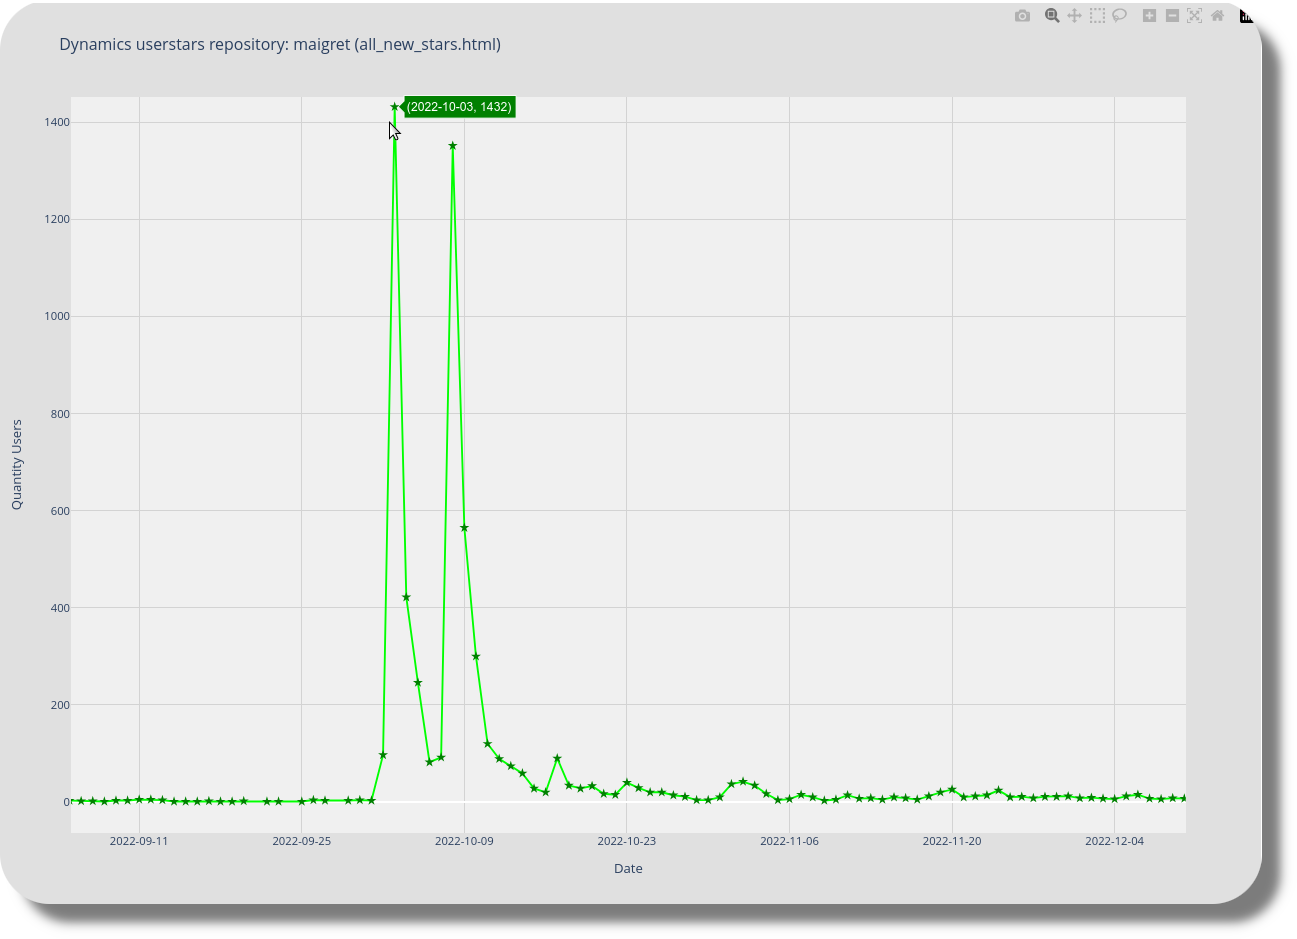 Dynamics userstars repository: maigret (all_new_stars.html)
(2022-10-03, 1432)
1400
1200
1000
800
600
400
200
0
Quantity Users
2022-09-11 2022-09-25 2022-10-09 2022-10-23 2022-11-06 2022-11-20 2022-12-04
Date